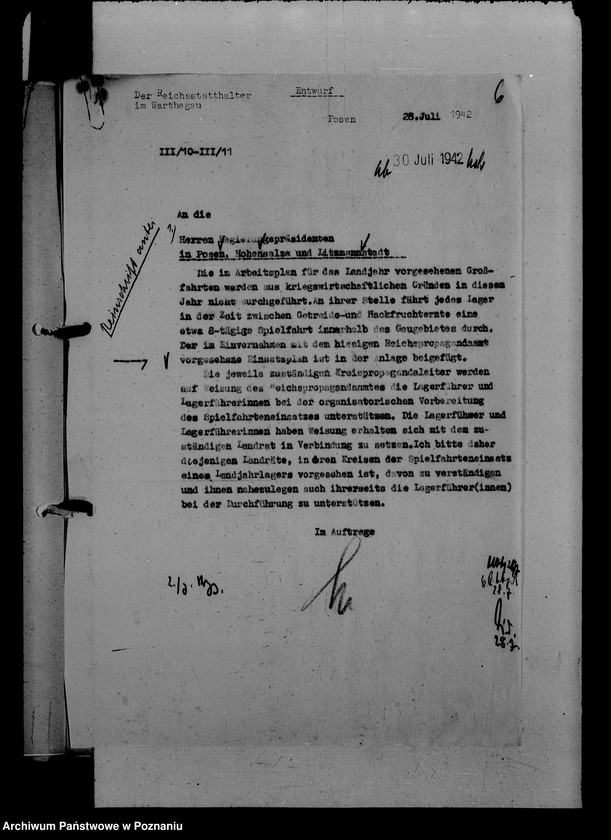 Der Reichsstatthalter
im Warthegau
Entwurf
6
Posen
28.Juli 1942
III/10-III/11
ab 30 Juli 1942
Reinschrift unter
An die
1) Herren Regierungspräsidenten
in Posen, Hohensalza und Litzmannstadt
Die im Arbeitsplan für das Landjahr vorgesehenen Groß-
fahrten werden aus kriegswirtschaftlichen Gründen in diesem
Jahr nicht durchgeführt.An ihrer Stelle führt jedes Lager
in der Zeit zwischen Getreide-und Hackfruchternte eine
etwa 8-tägige Spielfahrt innerhalb des Gaugebietes durch.
Der im Einvernehmen mit dem hiesigen Reichspropagandaamt
vorgesehene Einsatzplan ist in der Anlage beigefügt.
Die jeweils zuständigen Kreispropagandaleiter werden
auf Weisung des Reichspropagandaamtes die Lagerführer und
Lagerführerinnen bei der organisatorischen Vorbereitung
des Spielfahrteneinsatzes unterstützen. Die Lagerführer und
Lagerführerinnen haben Weisung erhalten sich mit dem zu-
ständigen Landrat in Verbindung zu setzen.Ich bitte daher
diejenigen Landräte, in deren Kreisen der Spielfahrteneinsatz
eines Landjahrlagers vorgesehen ist, davon zu verständigen
und ihnen nahezulegen auch ihrerseits die Lagerführer(innen)
bei der Durchführung zu unterstützen.
Im Auftrage
28.7
28.7.
Archiwum Państwowe w Poznaniu